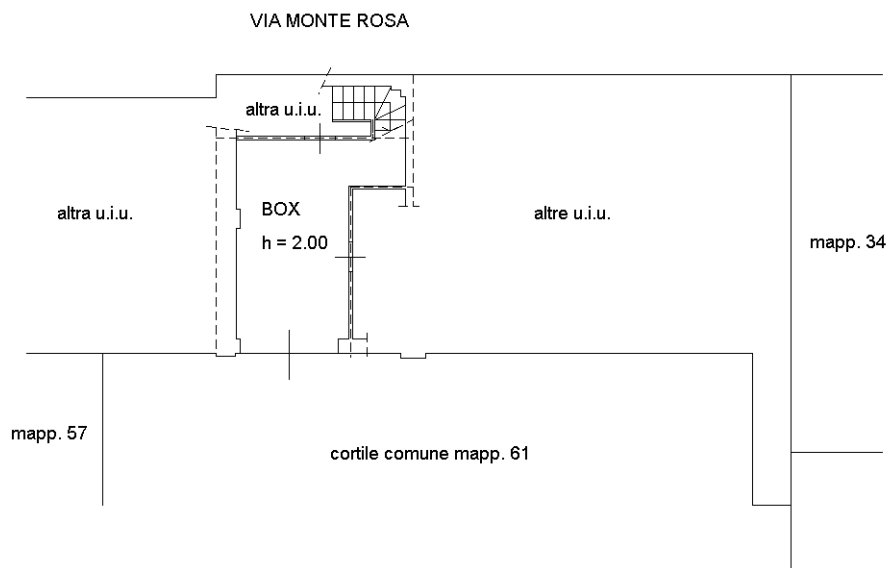 VIA MONTE ROSA
altra u.i.u.
altra u.i.u.
BOX
h = 2.00
altre u.i.u.
mapp. 34
mapp. 57
cortile comune mapp. 61